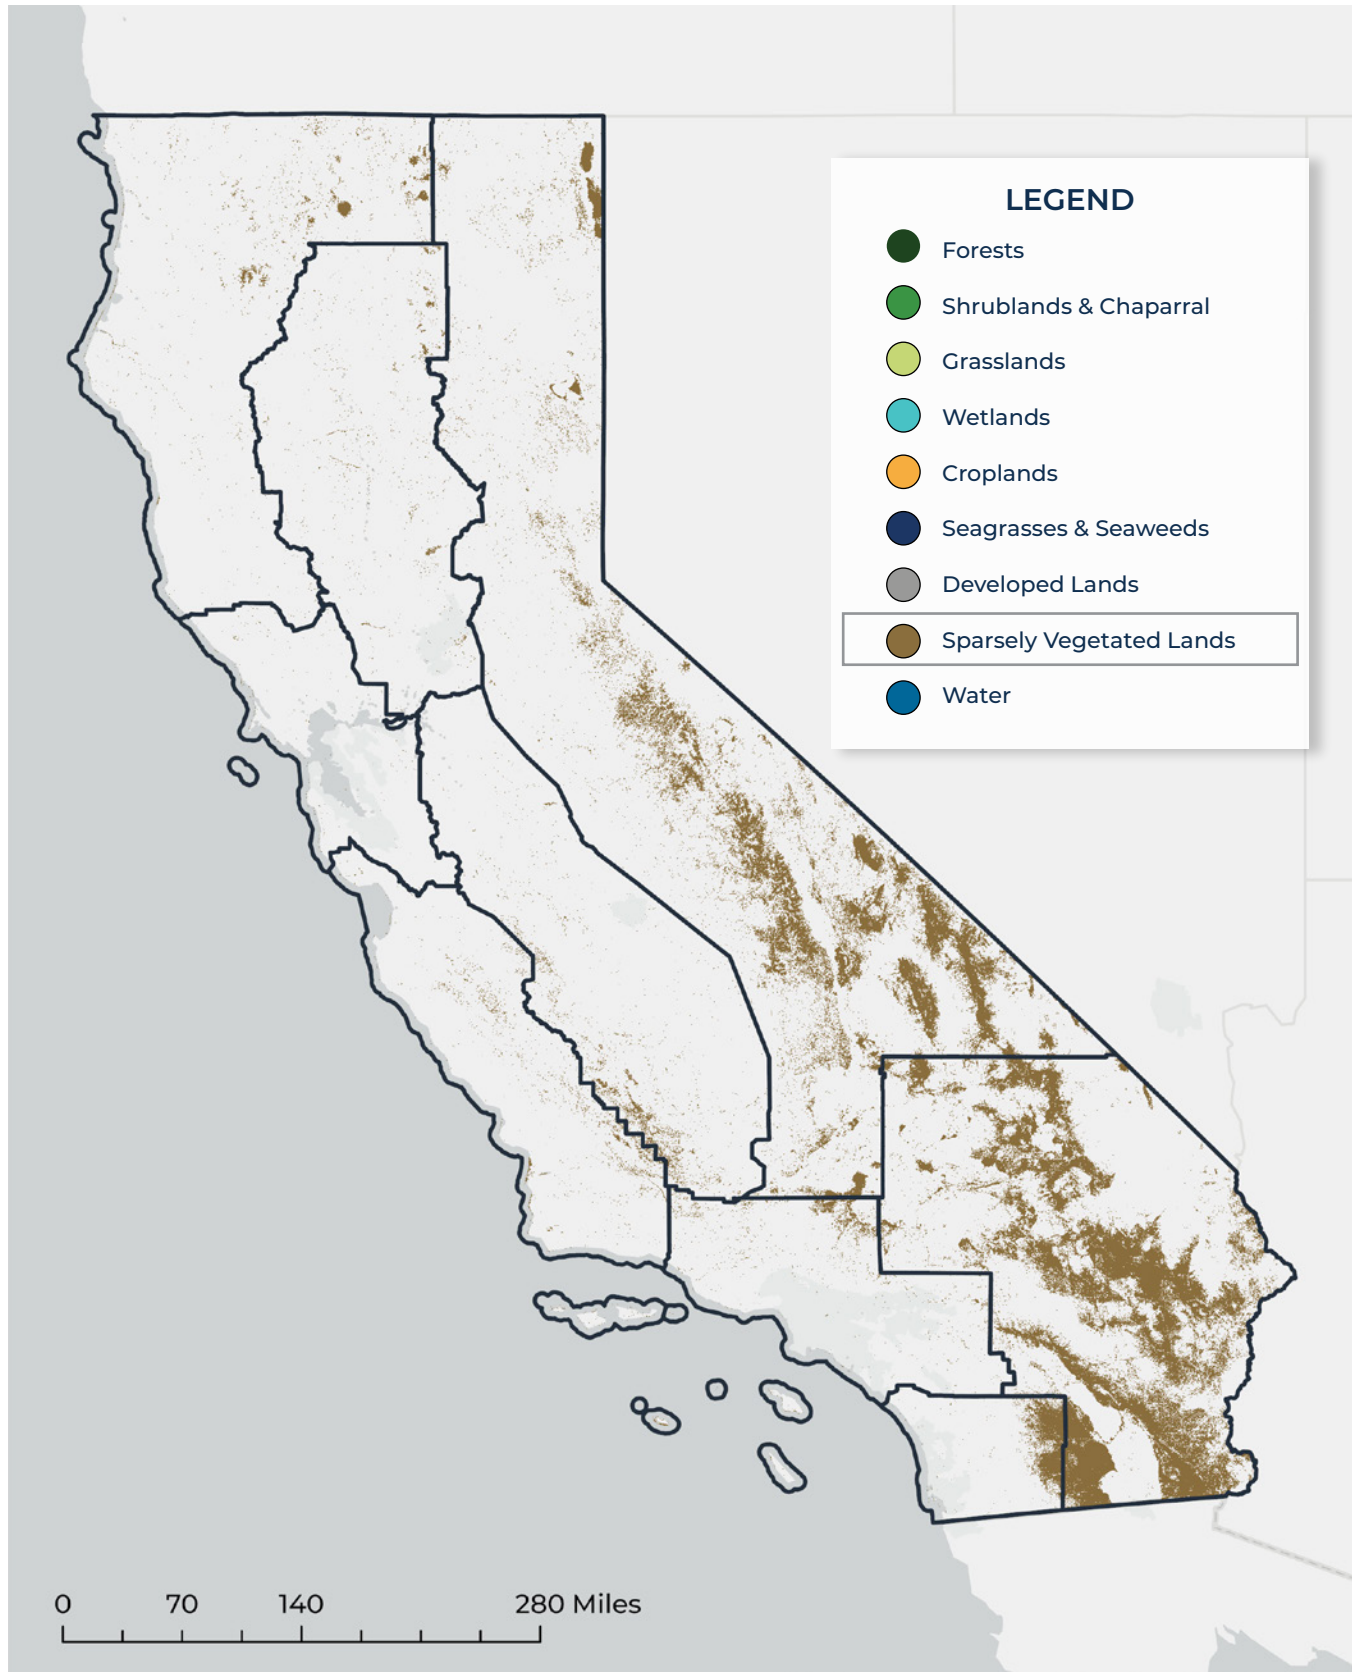 LEGEND
Forests
Shrublands & Chaparral
Grasslands
Wetlands
Croplands
Seagrasses & Seaweeds
Developed Lands
Sparsely Vegetated Lands
Water
0 70 140 280 Miles